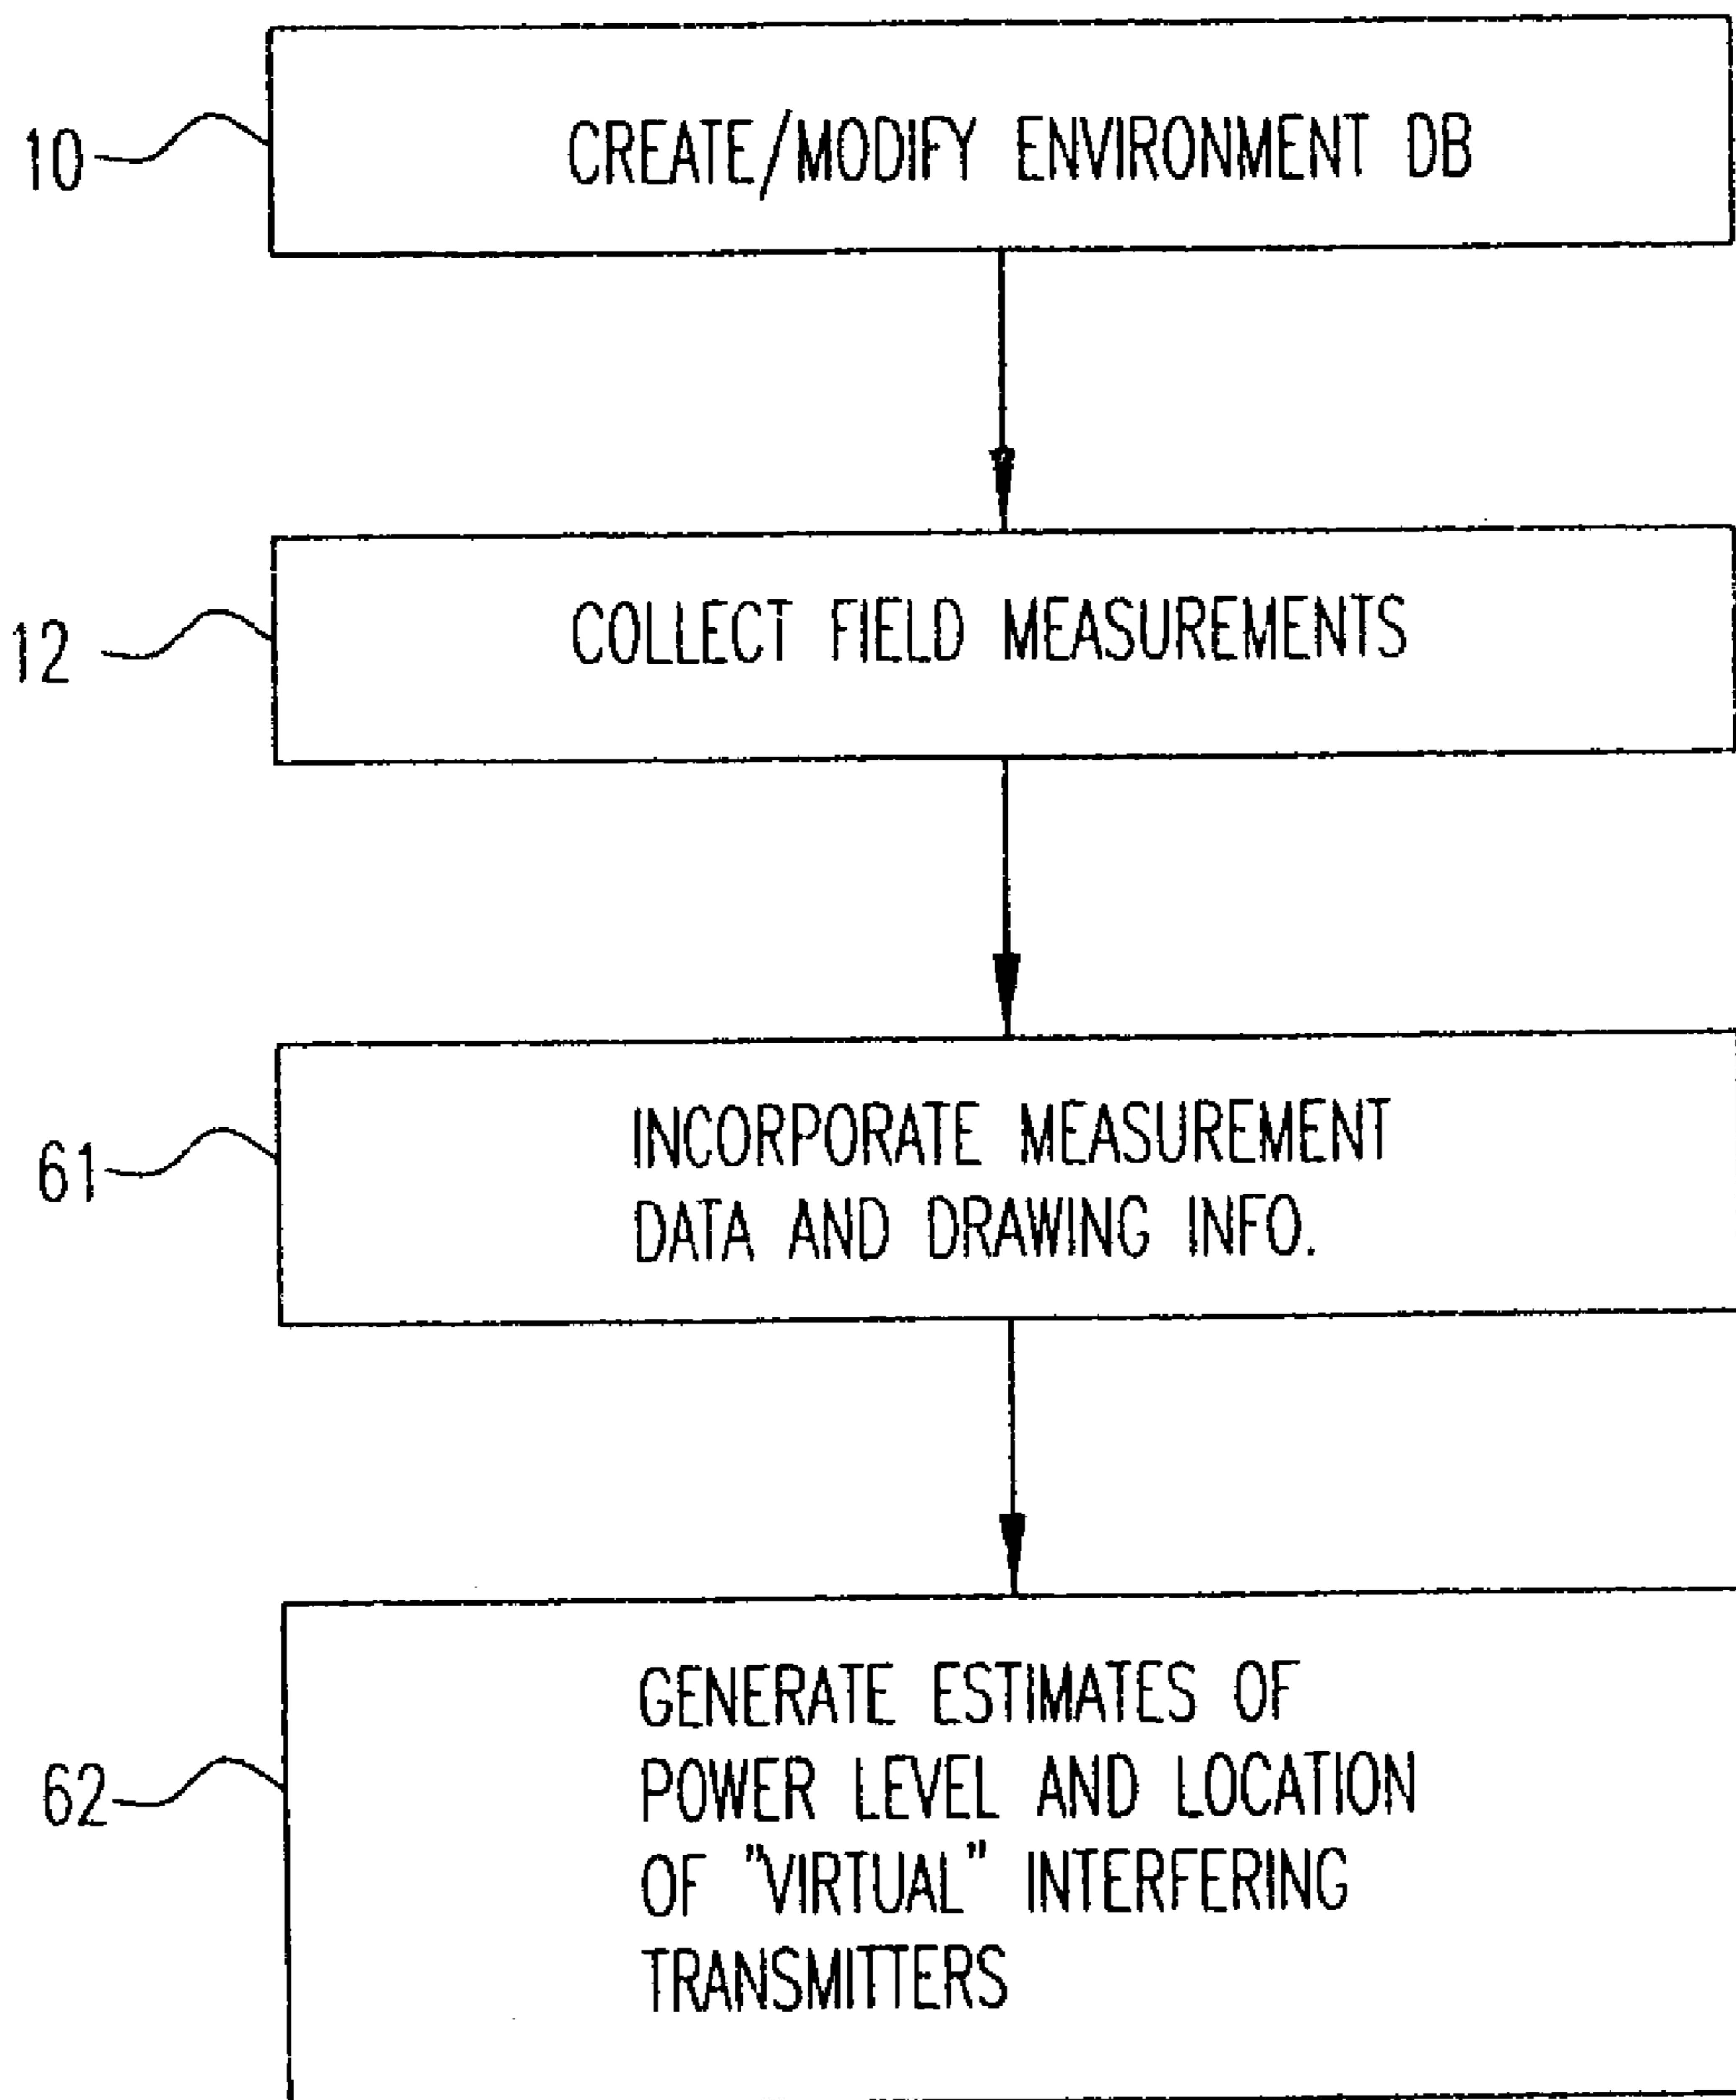 10
CREATE/MODIFY ENVIRONMENT DB
12
COLLECT FIELD MEASUREMENTS
61
INCORPORATE MEASUREMENT
DATA AND DRAWING INFO.
62
GENERATE ESTIMATES OF
POWER LEVEL AND LOCATION
OF "VIRTUAL" INTERFERING
TRANSMITTERS